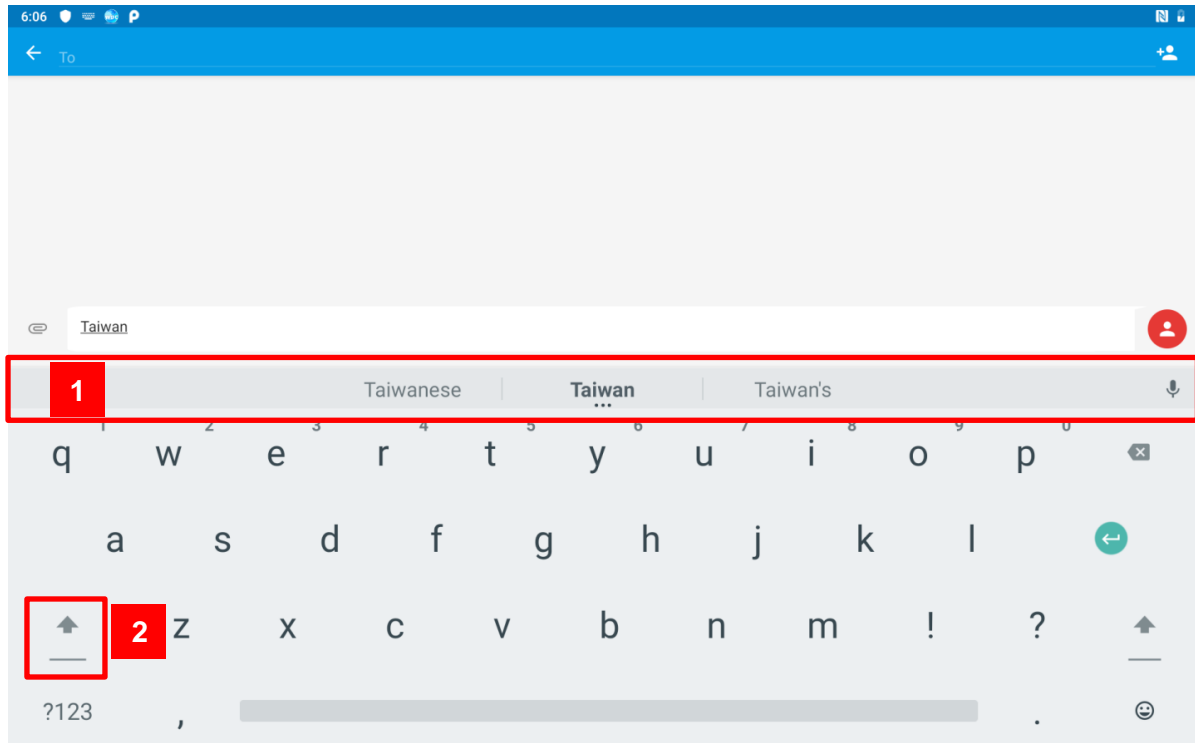 6:06
To
Taiwan
1 Taiwanese Taiwan Taiwan's
1 2 3 4 5 6 7 8 9 0
q w e r t y u i o p
a s d f g h j k l
2 z x c v b n m ! ?
?123 , .